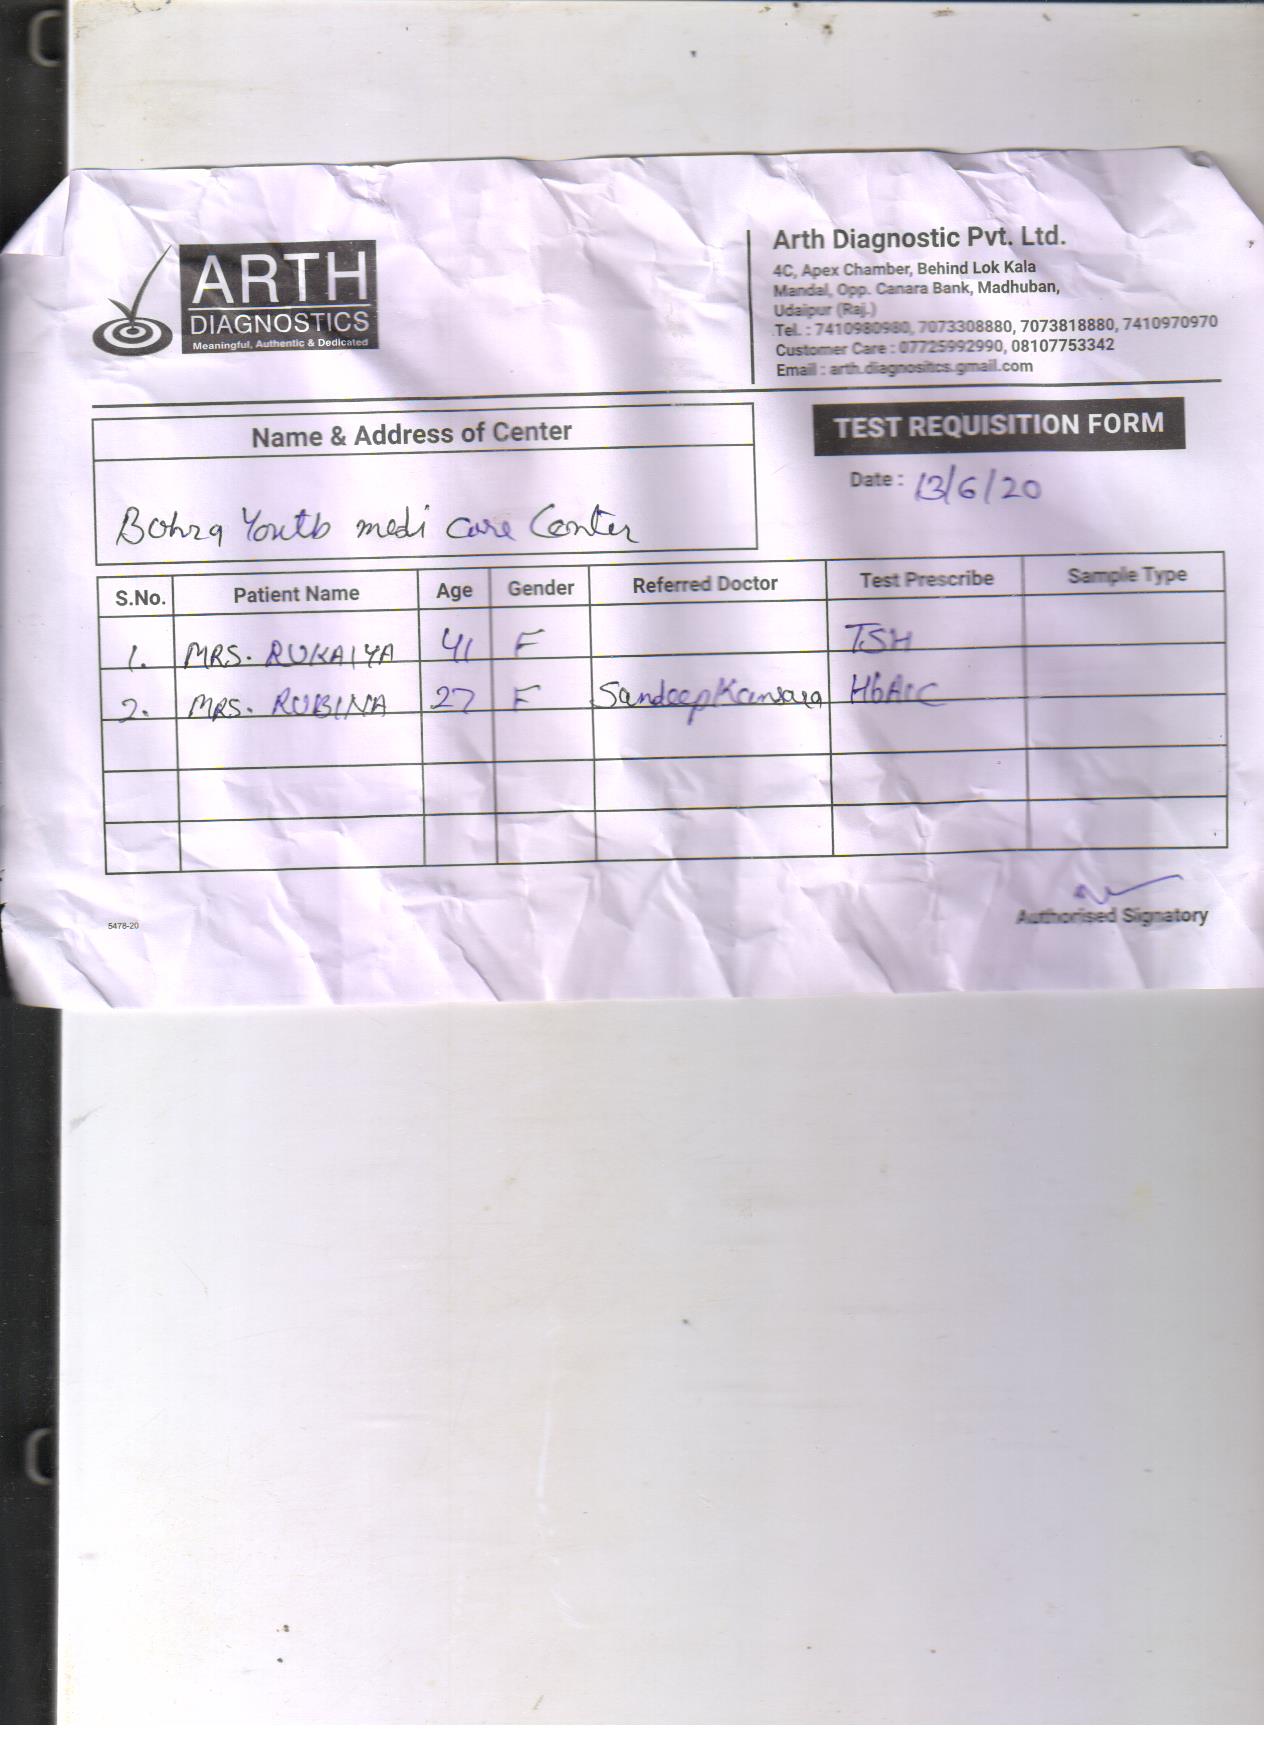 ARTH
DIAGNOSTICS
Meaningful, Authentic & Dedicated
Arth Diagnostic Pvt. Ltd.
4C, Apex Chamber, Behind Lok Kala
Mandal, Opp. Canara Bank, Madhuban,
Udaipur (Raj.)
Tel. : 7410980980, 7073308880, 7073818880, 7410970970
Customer Care : 07725992990, 08107753342
Email : arth.diagnositics.gmail.com
Name & Address of Center
TEST REQUISITION FORM
Date : 13/6/20
Bohra Youth medi care Center
S.No. Patient Name Age Gender Referred Doctor Test Prescribe Sample Type
1. MRS. RUKAIYA 41 F TSH
2. MRS. RUBINA 27 F Sandeep Kansara HbA1C
5478-20
Authorised Signatory